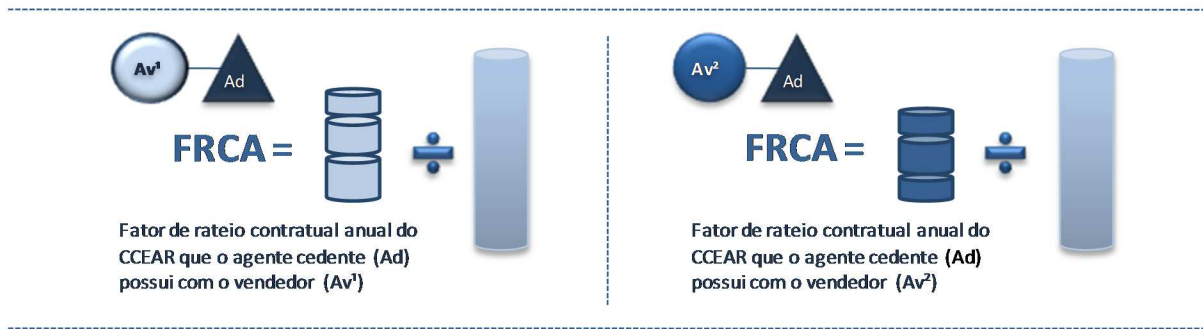 Av¹
Ad
FRCA =
Fator de rateio contratual anual do
CCEAR que o agente cedente (Ad)
possui com o vendedor (Av¹)
Av²
Ad
FRCA =
Fator de rateio contratual anual do
CCEAR que o agente cedente (Ad)
possui com o vendedor (Av²)